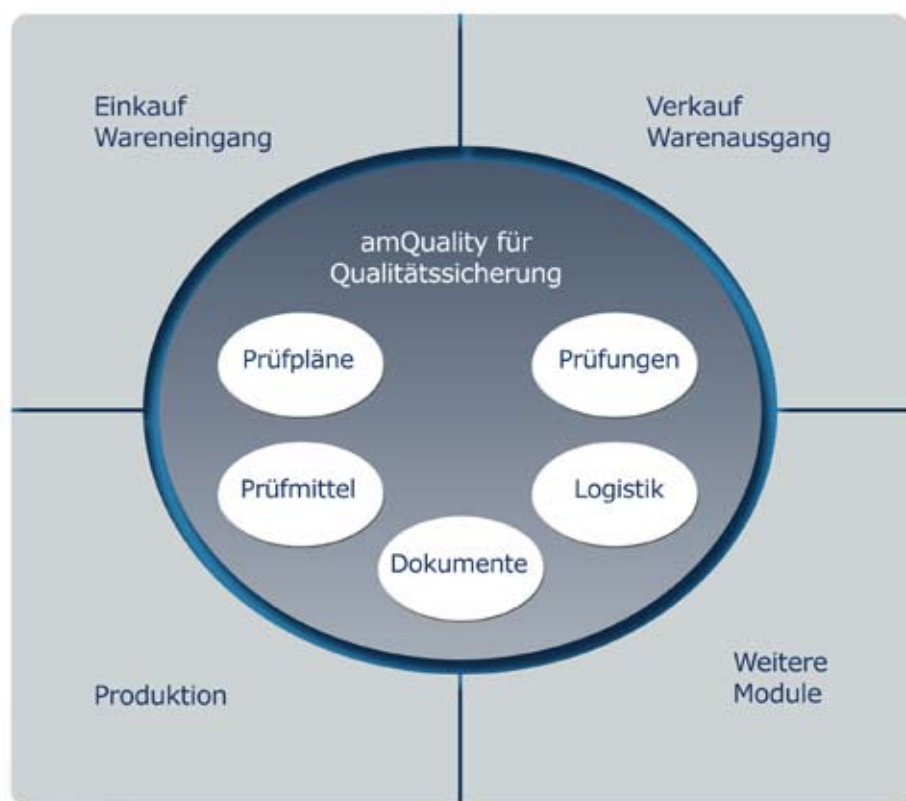 Einkauf
Wareneingang
Verkauf
Warenausgang
amQuality für
Qualitätssicherung
Prüfpläne
Prüfungen
Prüfmittel
Logistik
Dokumente
Produktion
Weitere
Module